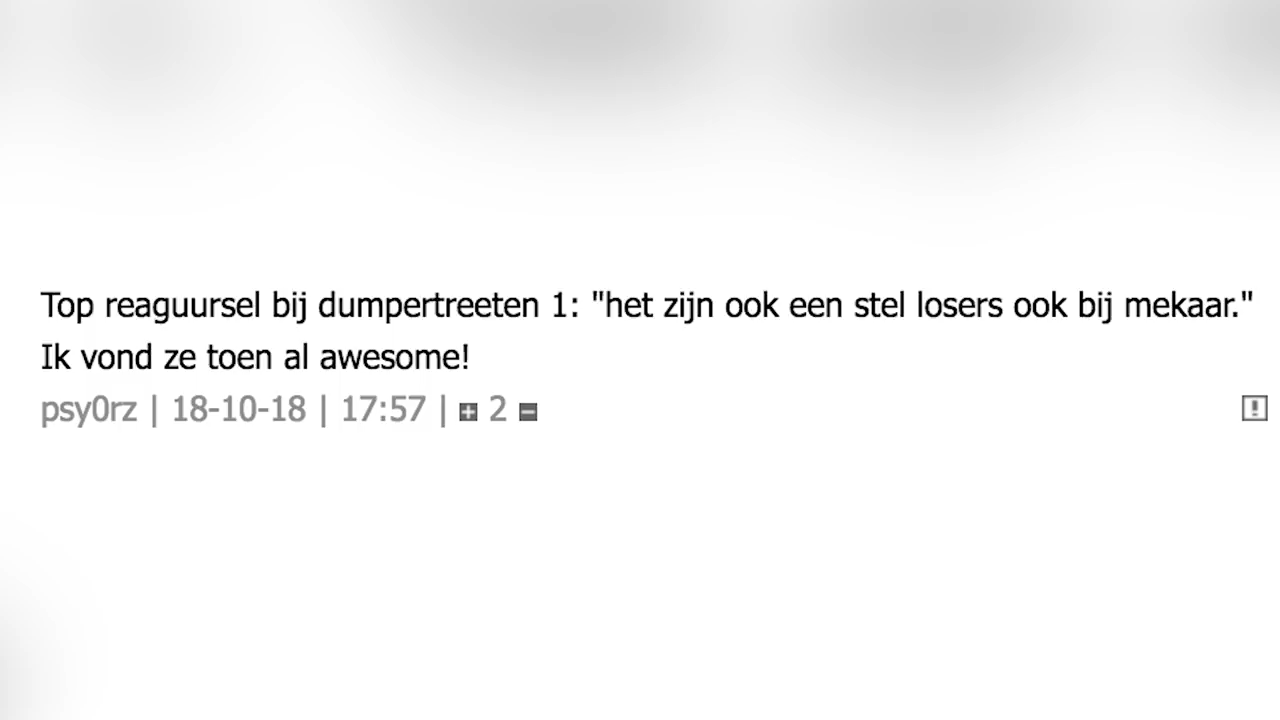 Top reaguursel bij dumpertreeten 1: "het zijn ook een stel losers ook bij mekaar."
Ik vond ze toen al awesome!
psy0rz | 18-10-18 | 17:57 | + 2 −